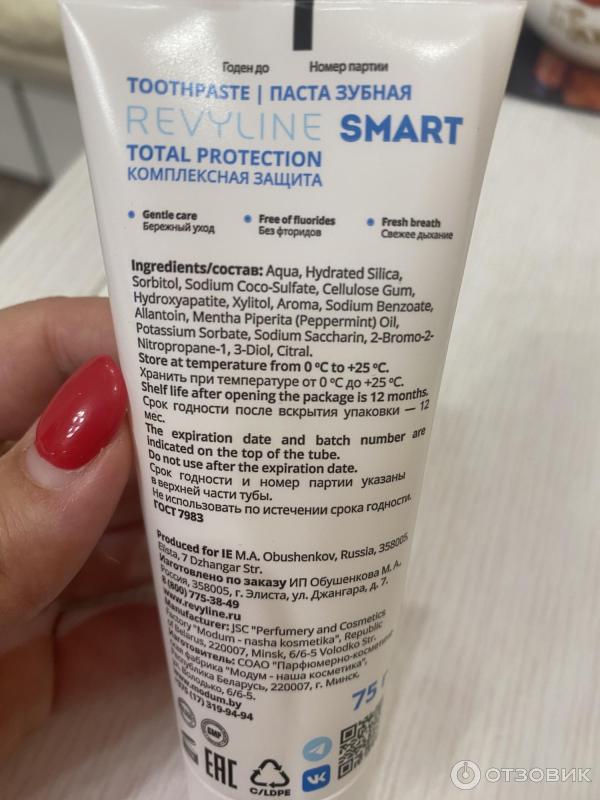 Годен до Номер партии
TOOTHPASTE | ПАСТА ЗУБНАЯ
REVYLINE SMART
TOTAL PROTECTION
КОМПЛЕКСНАЯ ЗАЩИТА
Gentle care
Бережный уход
Free of fluorides
Без фторидов
Fresh breath
Свежее дыхание
Ingredients/состав: Aqua, Hydrated Silica,
Sorbitol, Sodium Coco-Sulfate, Cellulose Gum,
Hydroxyapatite, Xylitol, Aroma, Sodium Benzoate,
Allantoin, Mentha Piperita (Peppermint) Oil,
Potassium Sorbate, Sodium Saccharin, 2-Bromo-2-
Nitropropane-1, 3-Diol, Citral.
Store at temperature from 0 ºC to +25 ºC.
Хранить при температуре от 0 ºС до +25 ºС.
Shelf life after opening the package is 12 months.
Срок годности после вскрытия упаковки — 12
мес.
The expiration date and batch number are
indicated on the top of the tube.
Do not use after the expiration date.
Срок годности и номер партии указаны
в верхней части тубы.
Не использовать по истечении срока годности.
ГОСТ 7983
Produced for IE M.A. Obushenkov, Russia, 358005,
Elista, 7 Dzhangar Str.
Изготовлено по заказу ИП Обушенкова М. А.
Россия, 358005, г. Элиста, ул. Джангара, д. 7.
8 (800) 775-38-49
www.revyline.ru
Manufacturer: JSC "Perfumery and Cosmetics
Factory "Modum - nasha kosmetika", Republic
of Belarus, 220007, Minsk, 6/6-5 Volodko Str.
Изготовитель: СОАО "Парфюмерно-косметиче
ская фабрика "Модум - наша косметика",
Республика Беларусь, 220007, г. Минск,
Володько, 6/6-5.
www.modum.by
+375 (17) 319-94-94
75 г
GMP
EAC
C/LDPE
ОТЗОВИК